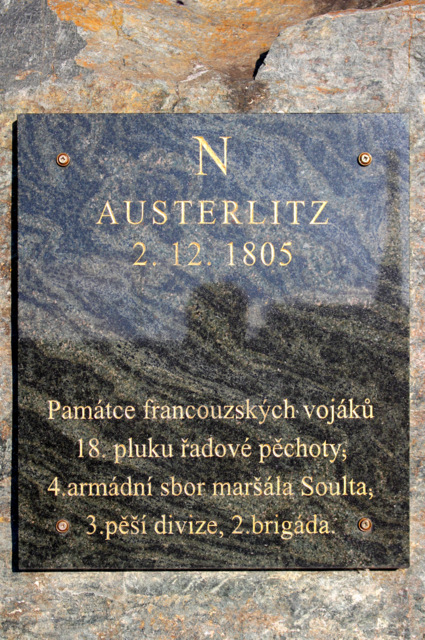 N
AUSTERLITZ
2. 12. 1805
Památce francouzských vojáků
18. pluku řadové pěchoty,
4.armádní sbor maršála Soulta,
3.pěší divize, 2.brigáda.